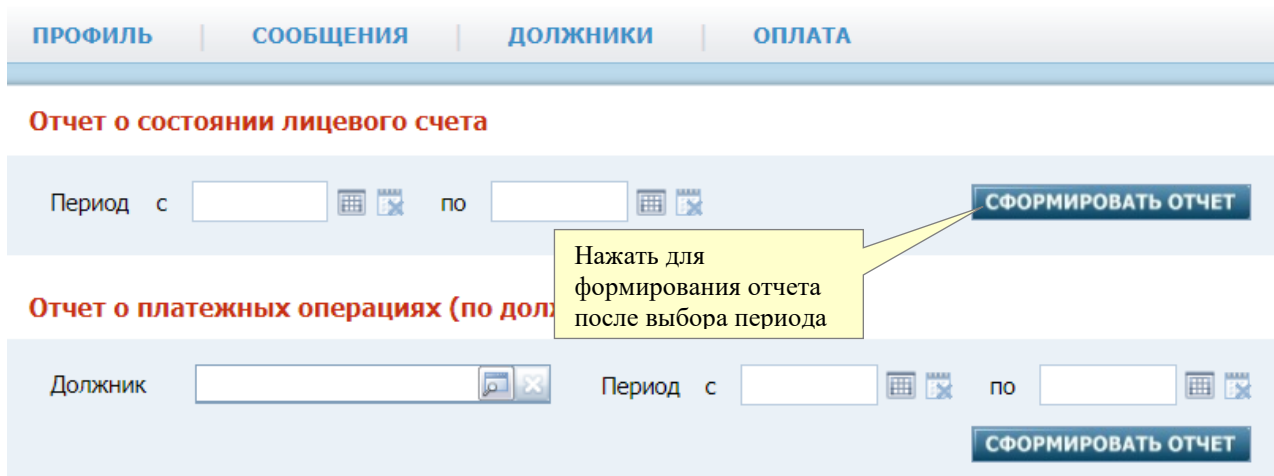 ПРОФИЛЬ СООБЩЕНИЯ ДОЛЖНИКИ ОПЛАТА
Отчет о состоянии лицевого счета
Период с по СФОРМИРОВАТЬ ОТЧЕТ
Нажать для
формирования отчета
после выбора периода
Отчет о платежных операциях (по
Должник Период с по
СФОРМИРОВАТЬ ОТЧЕТ